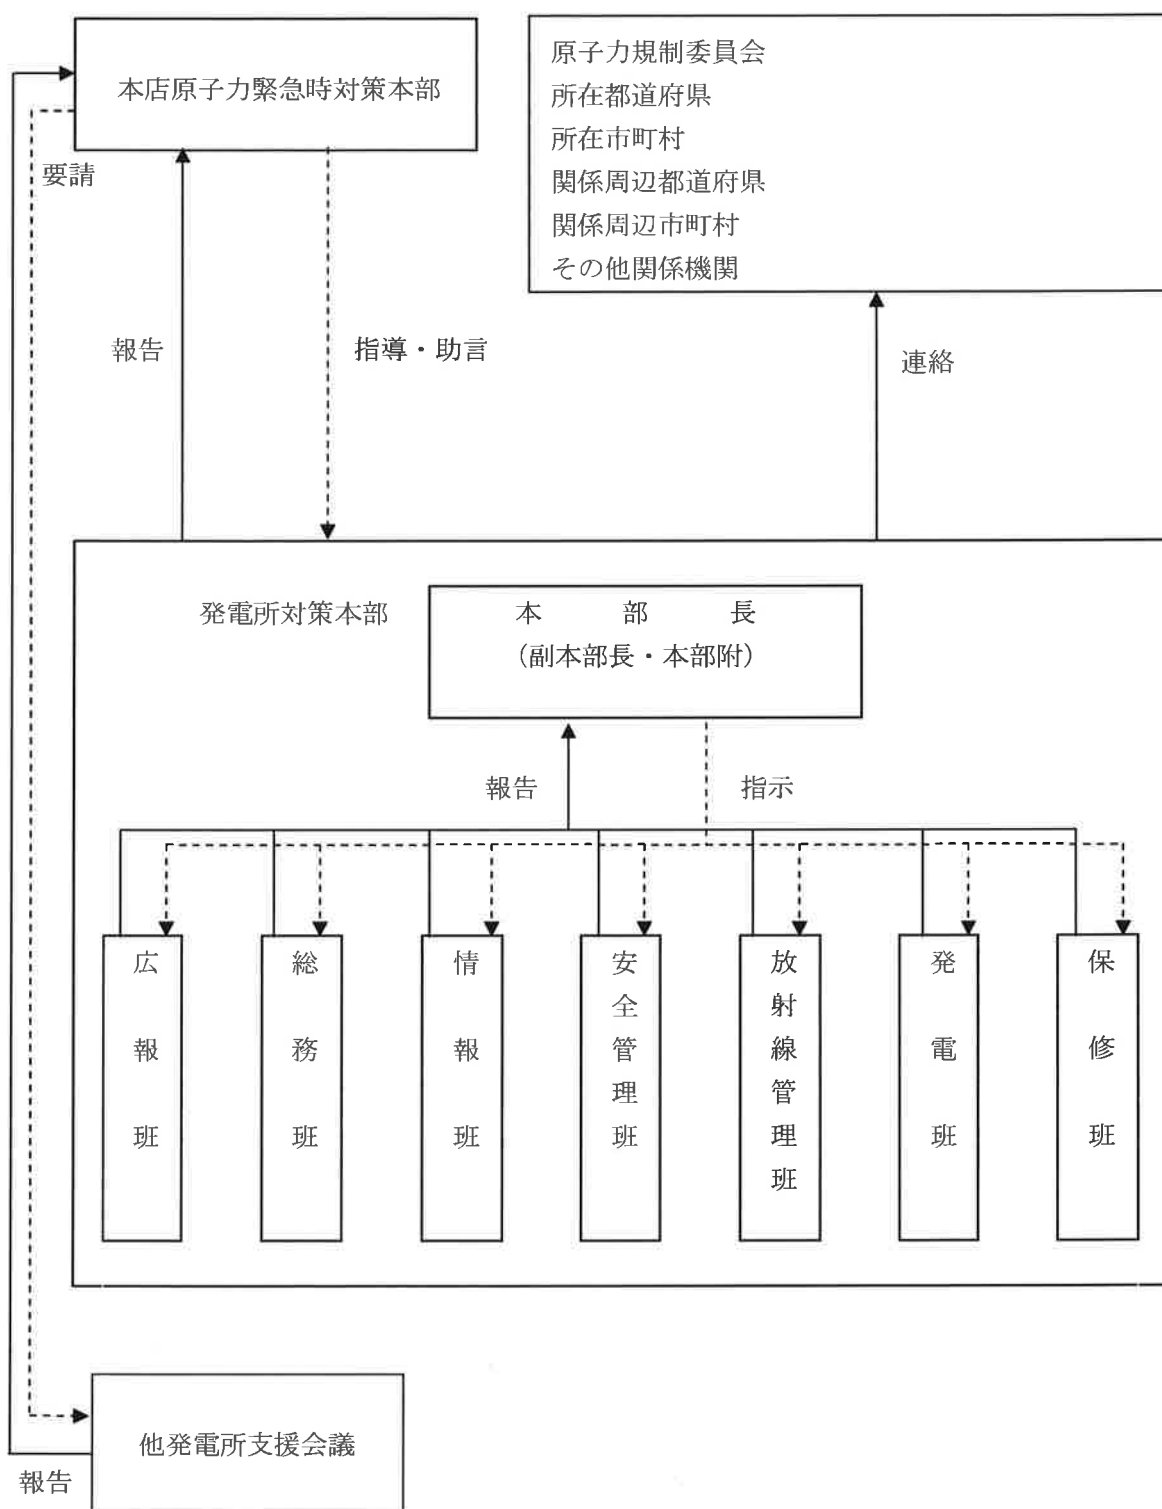 本店原子力緊急時対策本部
原子力規制委員会
所在都道府県
所在市町村
関係周辺都道府県
関係周辺市町村
その他関係機関
要請
報告
指導・助言
連絡
発電所対策本部
本部長
（副本部長・本部附）
報告
指示
広報班
総務班
情報班
安全管理班
放射線管理班
発電班
保修班
他発電所支援会議
報告